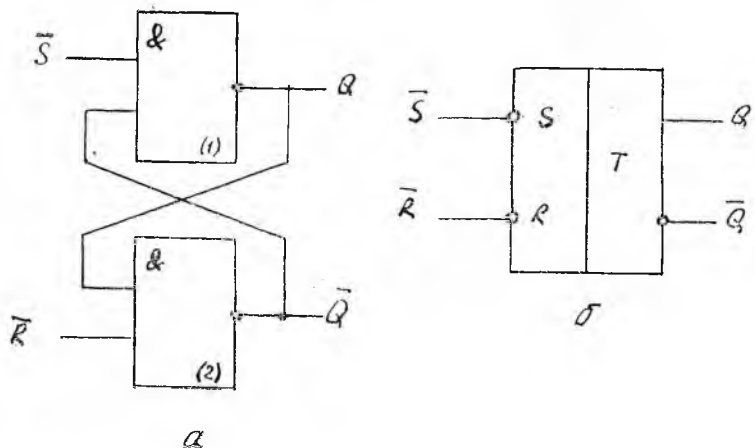 &
S̅
Q
(1)
&
R̅
Q̅
(2)
а
S̅
S
Q
T
R̅
R
Q̅
б